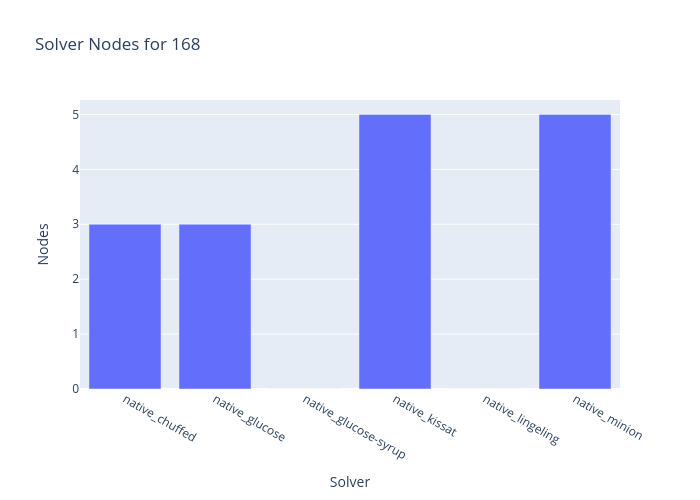 Solver Nodes for 168
5
4
3
2
1
0
Nodes
native_chuffed
native_glucose
native_glucose-syrup
native_kissat
native_lingeling
native_minion
Solver